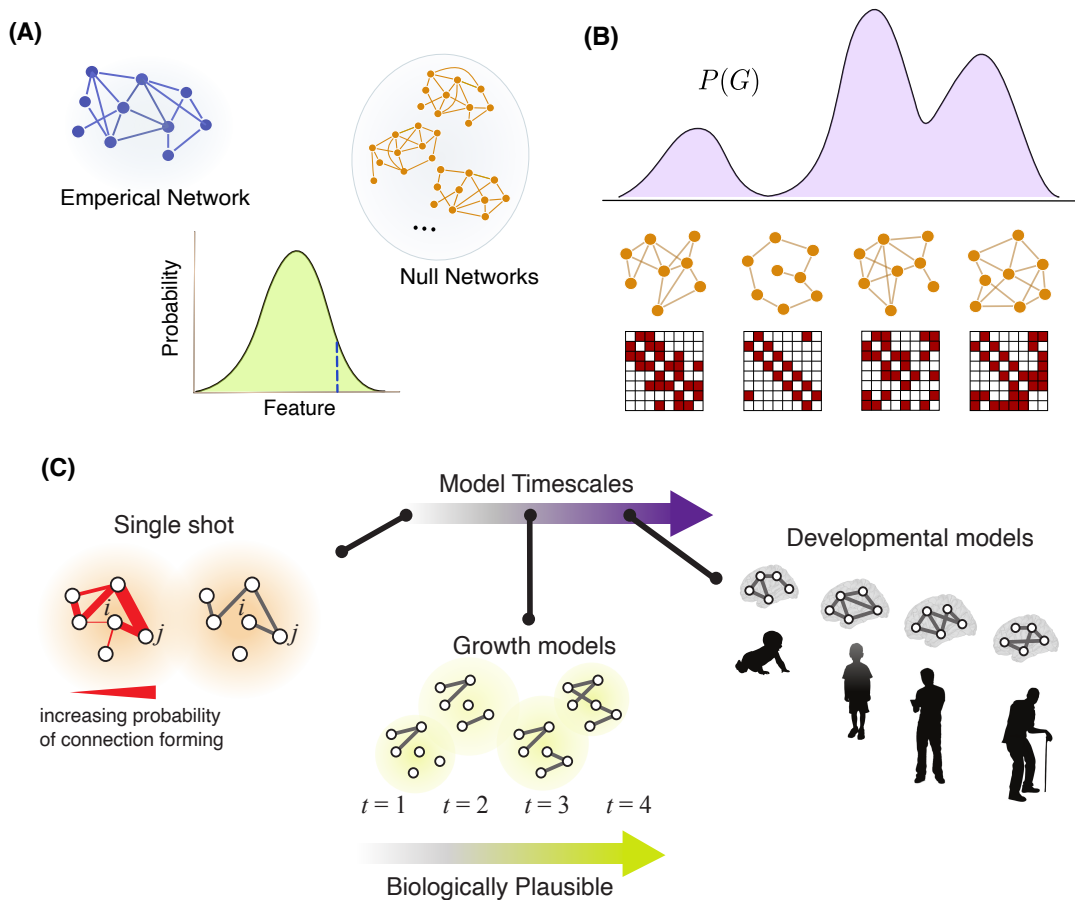 (A)
Emperical Network
Null Networks
...
Probability
Feature
(B)
P(G)
(C)
Model Timescales
Single shot
i
j
i
j
increasing probability
of connection forming
Growth models
t = 1
t = 2
t = 3
t = 4
Biologically Plausible
Developmental models